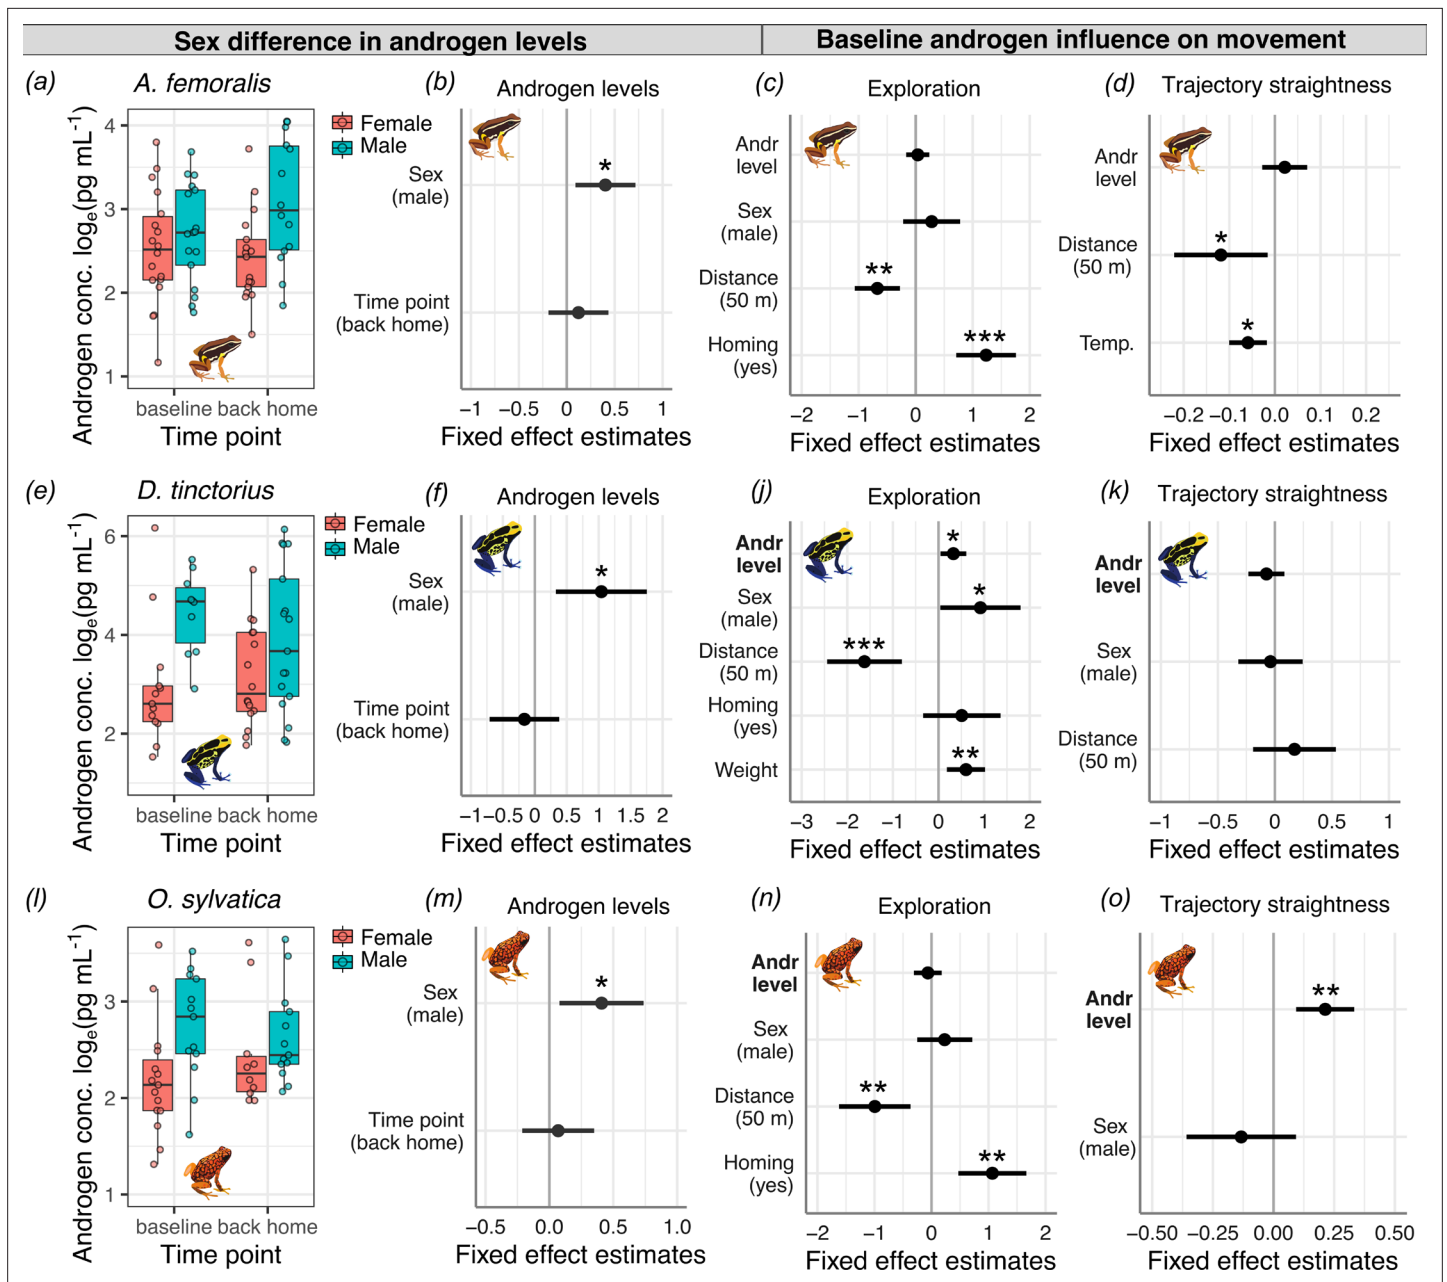 Sex difference in androgen levels
Baseline androgen influence on movement
(a)
A. femoralis
Androgen conc. logₑ(pg mL⁻¹)
4
3
2
1
Female
Male
baseline
back home
Time point
(b)
Androgen levels
Sex
(male)
*
Time point
(back home)
−1
−0.5
0
0.5
1
Fixed effect estimates
(c)
Exploration
Andr
level
Sex
(male)
Distance
(50 m)
**
Homing
(yes)
***
−2
−1
0
1
2
Fixed effect estimates
(d)
Trajectory straightness
Andr
level
Distance
(50 m)
*
Temp.
*
−0.2
−0.1
0.0
0.1
0.2
Fixed effect estimates
(e)
D. tinctorius
Androgen conc. logₑ(pg mL⁻¹)
6
4
2
Female
Male
baseline
back home
Time point
(f)
Androgen levels
Sex
(male)
*
Time point
(back home)
−1
−0.5
0
0.5
1
1.5
2
Fixed effect estimates
(j)
Exploration
Andr
level
*
Sex
(male)
*
Distance
(50 m)
***
Homing
(yes)
Weight
**
−3
−2
−1
0
1
2
Fixed effect estimates
(k)
Trajectory straightness
Andr
level
Sex
(male)
Distance
(50 m)
−1
−0.5
0
0.5
1
Fixed effect estimates
(l)
O. sylvatica
Androgen conc. logₑ(pg mL⁻¹)
3
2
1
Female
Male
baseline
back home
Time point
(m)
Androgen levels
Sex
(male)
*
Time point
(back home)
−0.5
0.0
0.5
1.0
Fixed effect estimates
(n)
Exploration
Andr
level
Sex
(male)
Distance
(50 m)
**
Homing
(yes)
**
−2
−1
0
1
2
Fixed effect estimates
(o)
Trajectory straightness
Andr
level
**
Sex
(male)
−0.50
−0.25
0.00
0.25
0.50
Fixed effect estimates